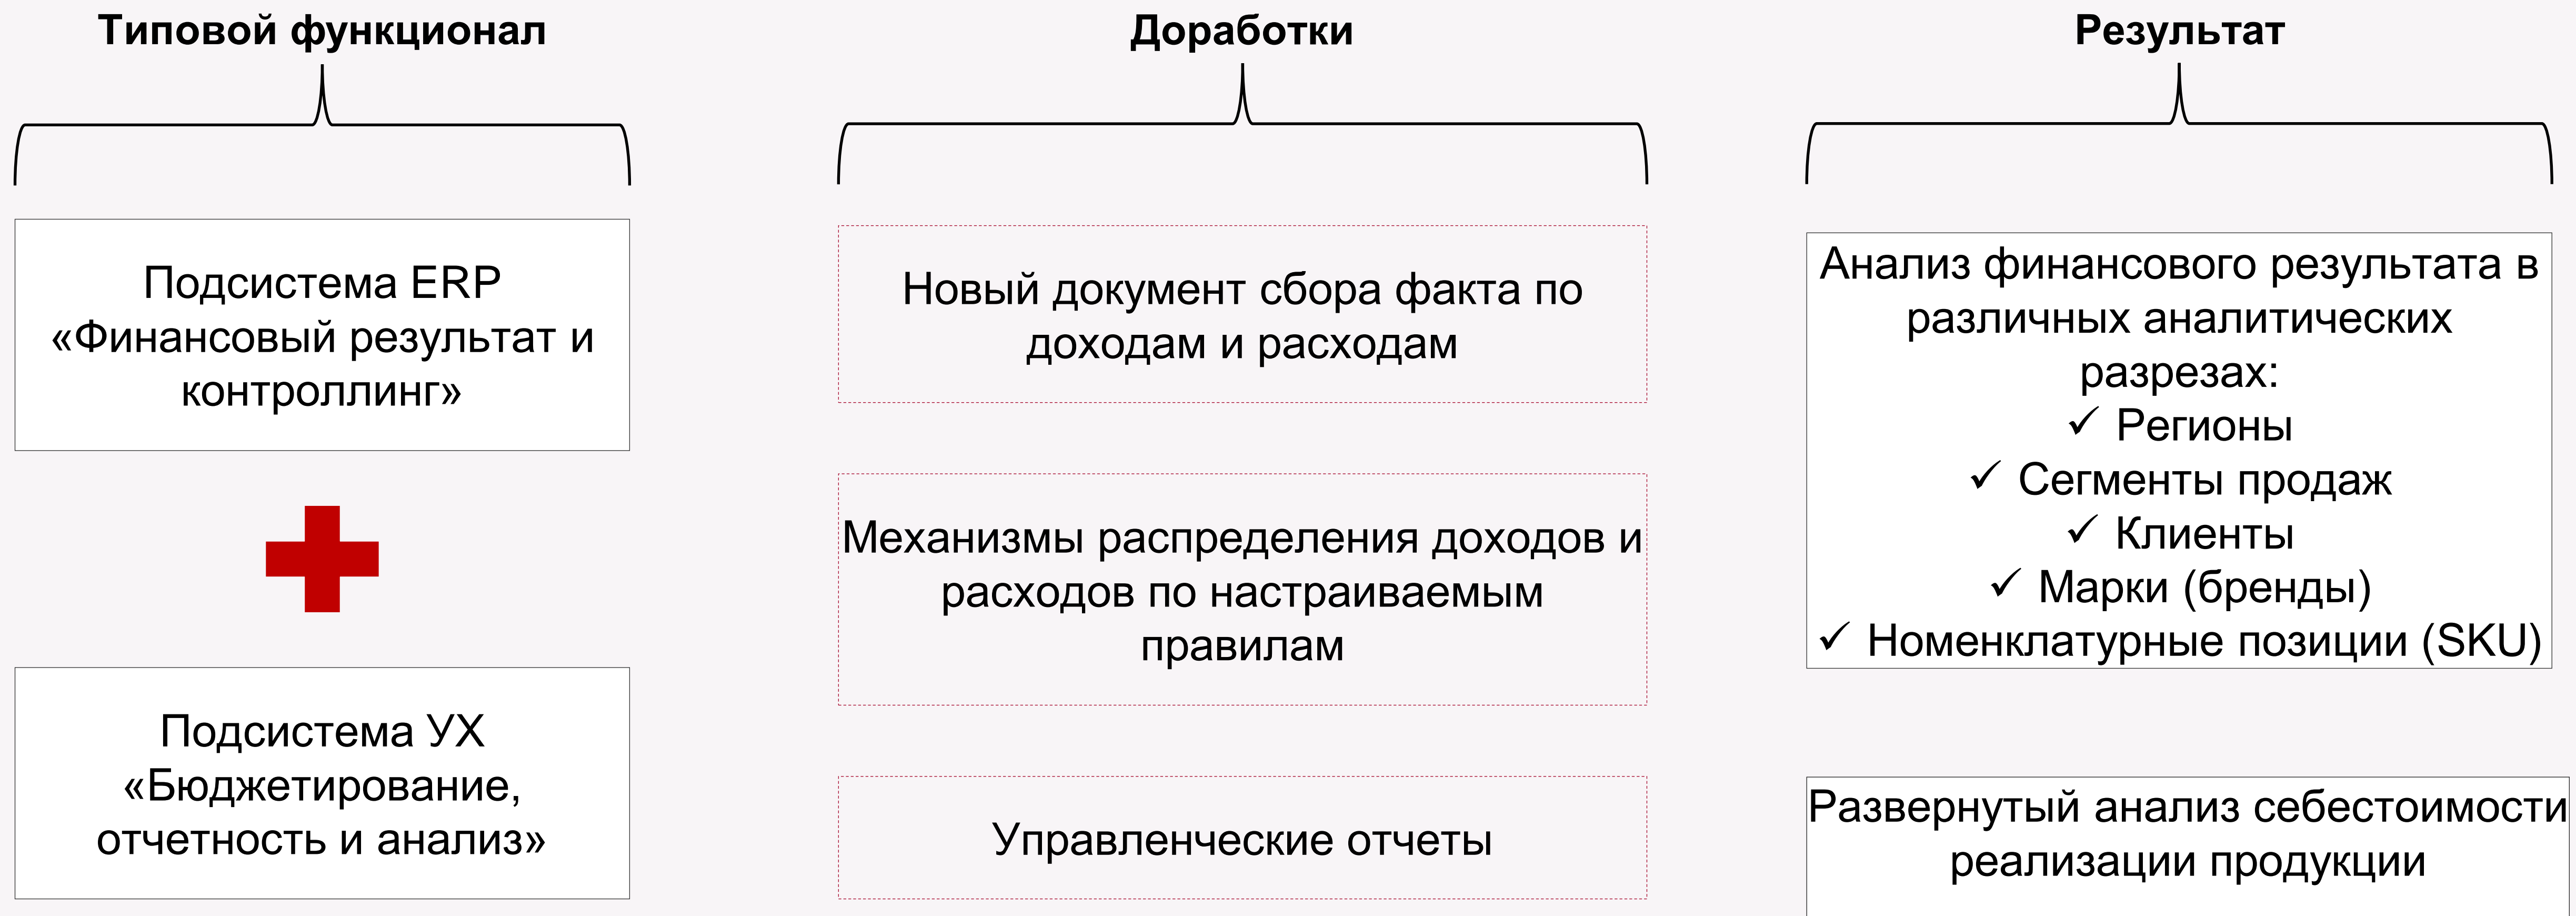 Типовой функционал
Подсистема ERP
«Финансовый результат и
контроллинг»
Подсистема УХ
«Бюджетирование,
отчетность и анализ»
Доработки
Новый документ сбора факта по
доходам и расходам
Механизмы распределения доходов и
расходов по настраиваемым
правилам
Управленческие отчеты
Результат
Анализ финансового результата в
различных аналитических
разрезах:
✓ Регионы
✓ Сегменты продаж
✓ Клиенты
✓ Марки (бренды)
✓ Номенклатурные позиции (SKU)
Развернутый анализ себестоимости
реализации продукции